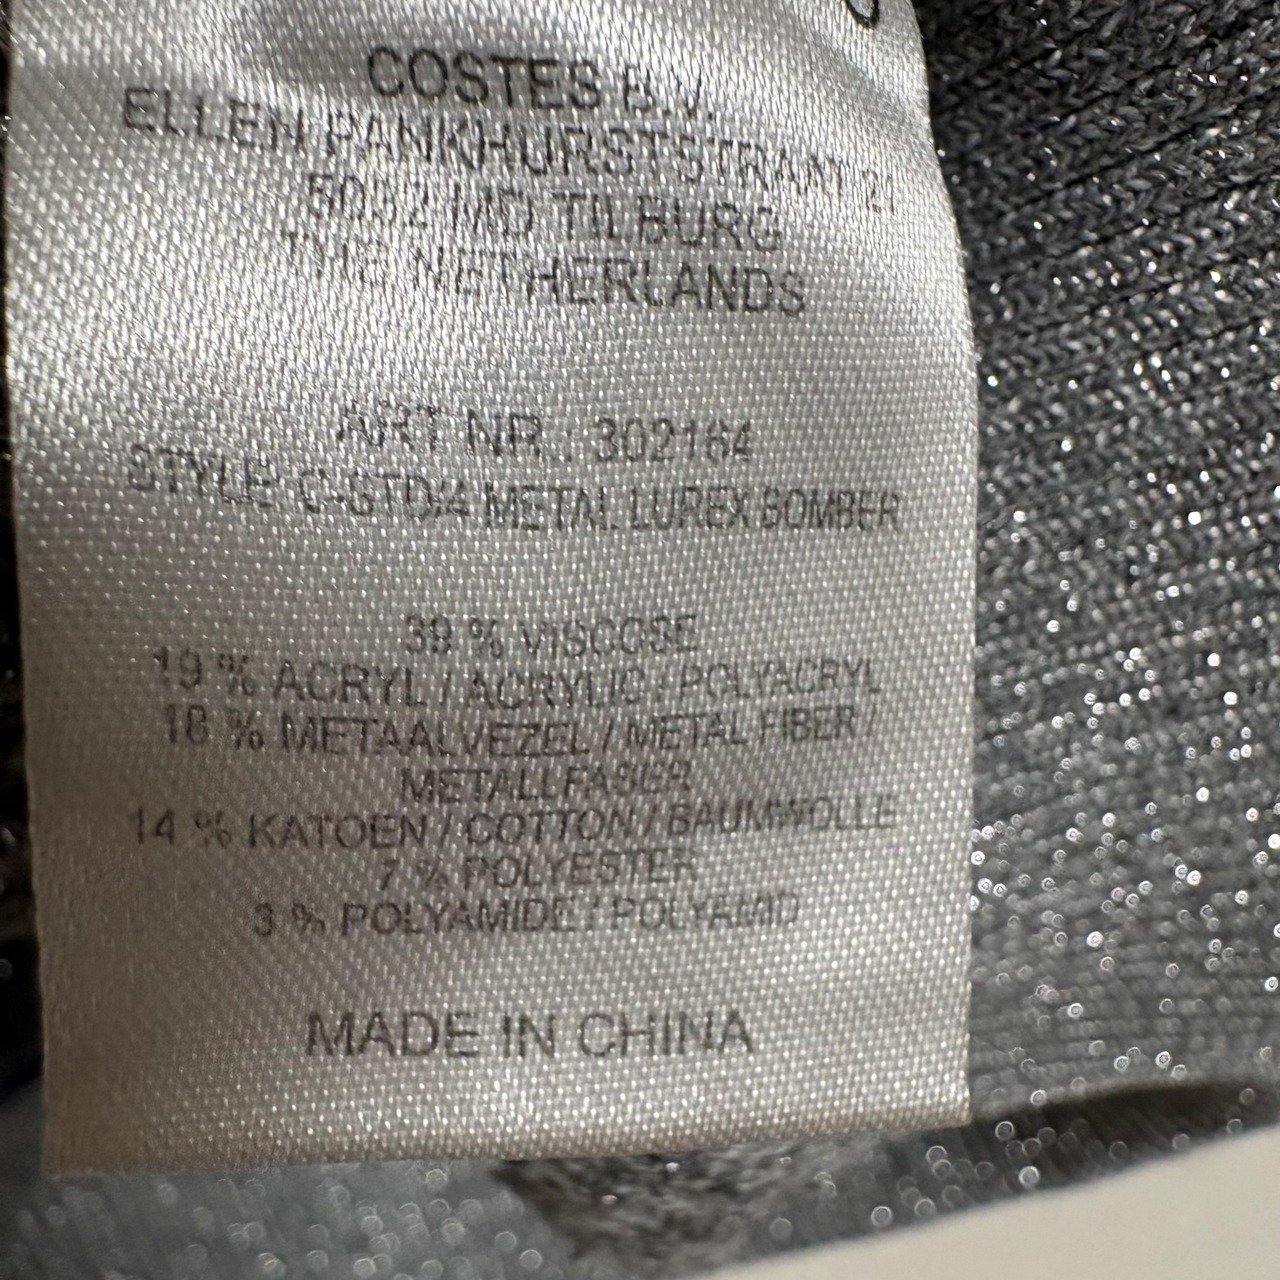 COSTES B.V.
ELLEN PANKHURSTSTRAAT 21
5032 MD TILBURG
THE NETHERLANDS
ART NR.: 302164
STYLE: C-GTD/4 METAL LUREX BOMBER
39 % VISCOSE
19 % ACRYL / ACRYLIC / POLYACRYL
18 % METAALVEZEL / METAL FIBER /
METALLFASER
14 % KATOEN / COTTON / BAUMWOLLE
7 % POLYESTER
3 % POLYAMIDE / POLYAMID
MADE IN CHINA